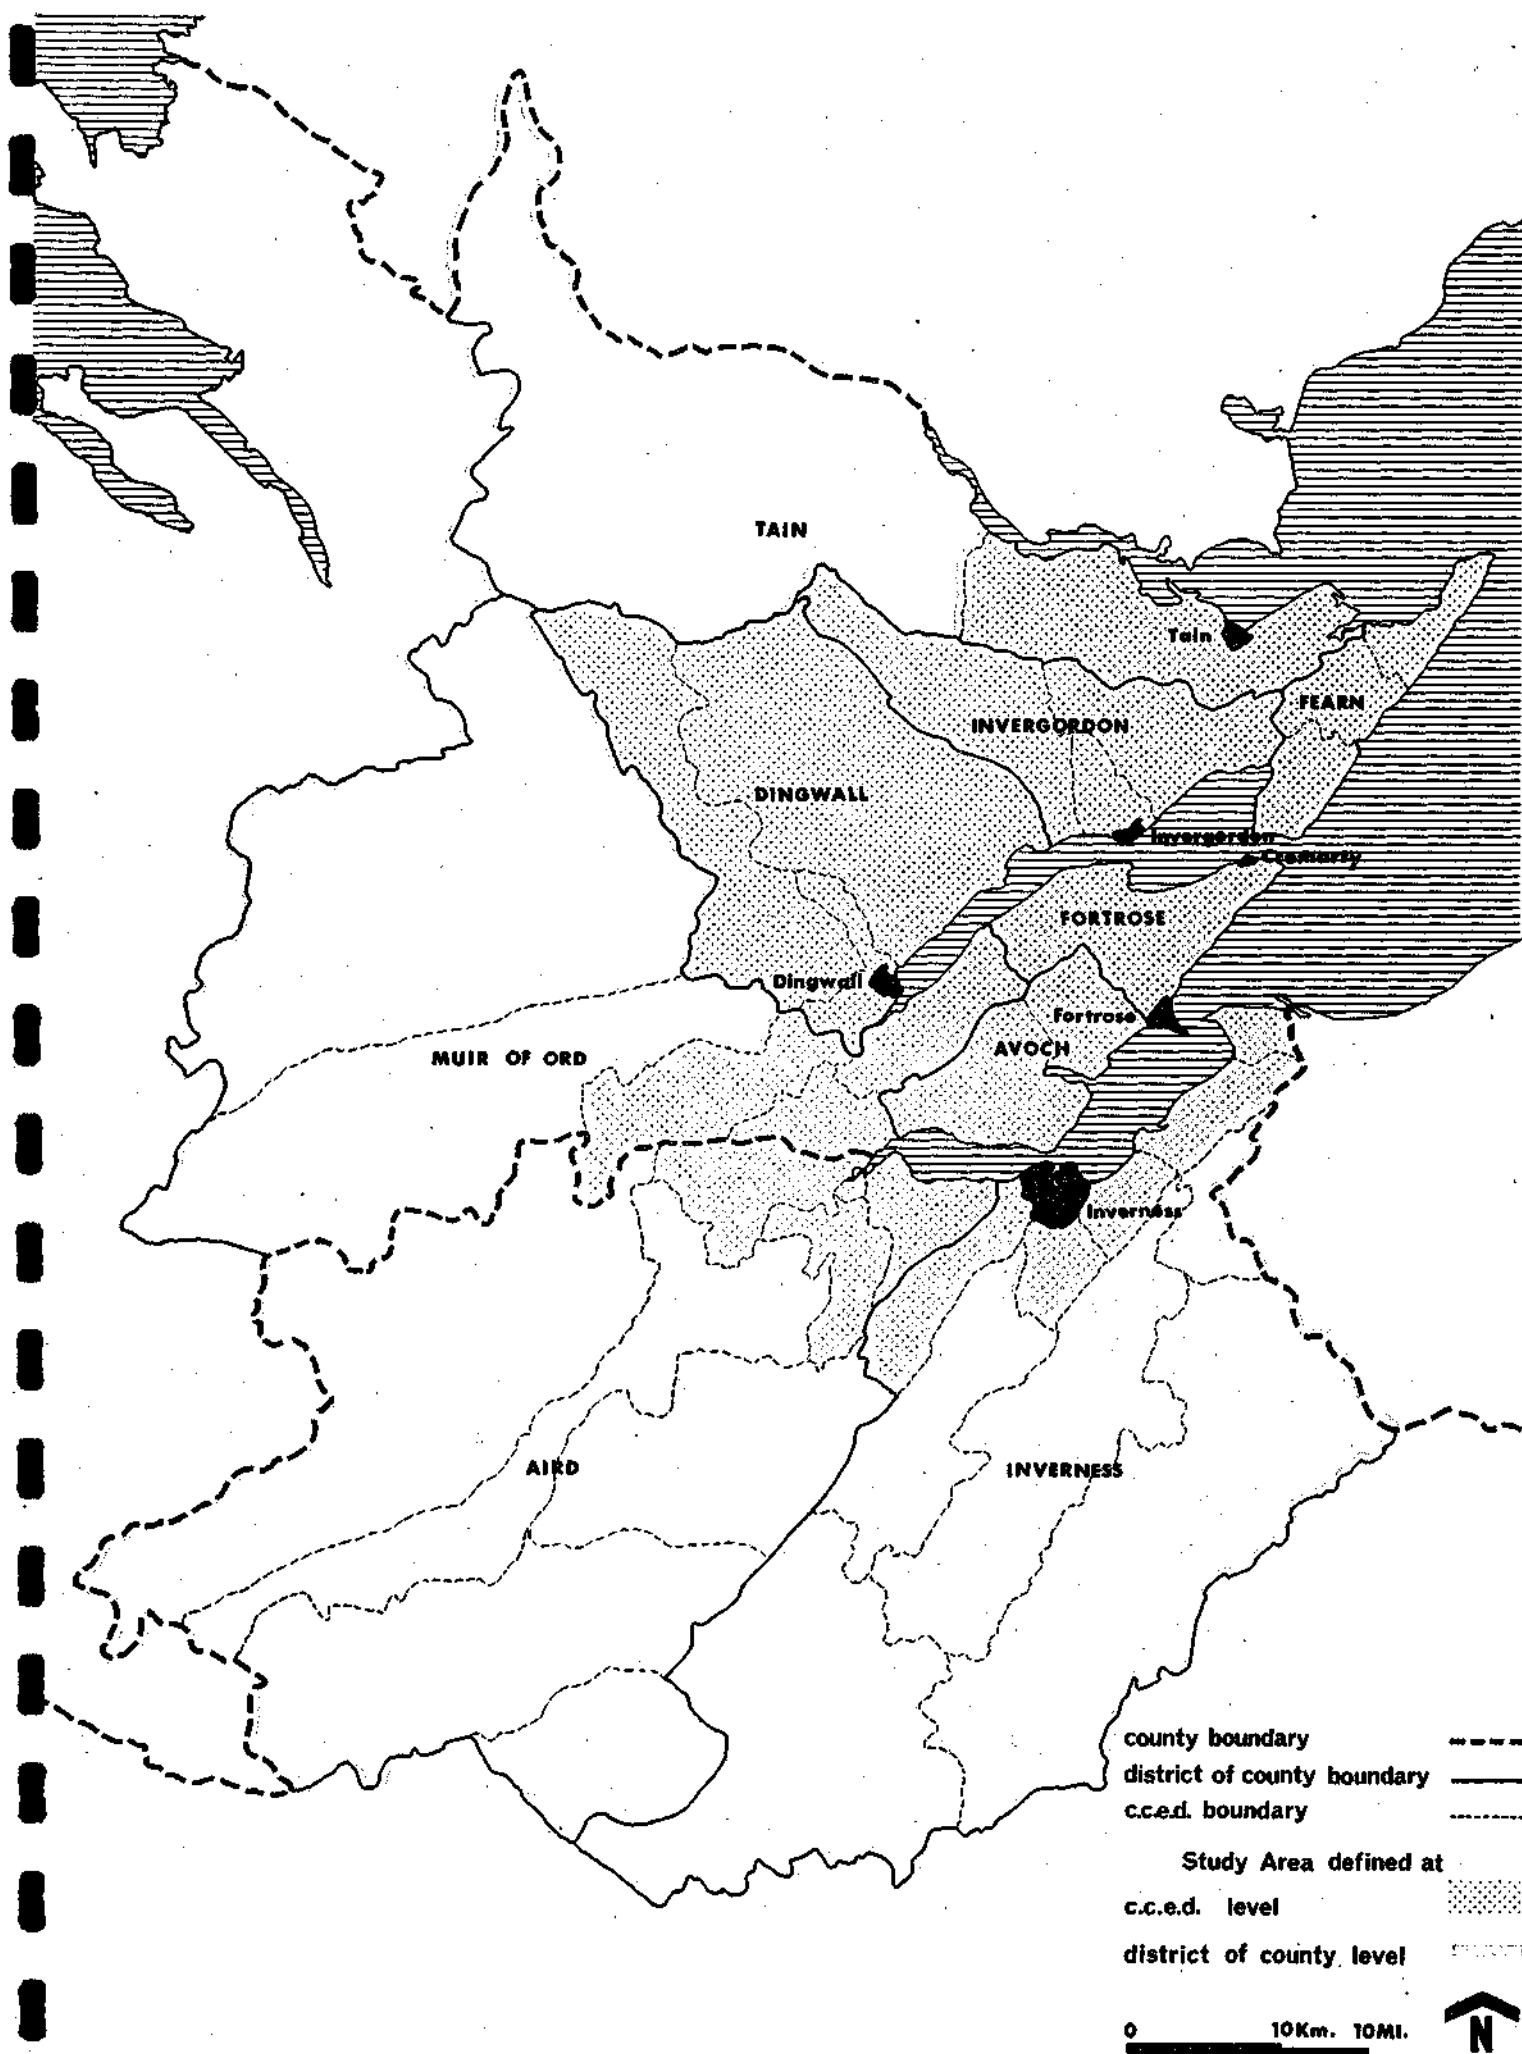 TAIN
Tain
FEARN
INVERGORDON
DINGWALL
Invergordon
Cromarty
FORTROSE
Dingwall
Fortrose
AVOCH
MUIR OF ORD
Inverness
AIRD
INVERNESS
county boundary
district of county boundary
c.c.e.d. boundary
Study Area defined at
c.c.e.d. level
district of county level
0 10Km. 10MI.
N